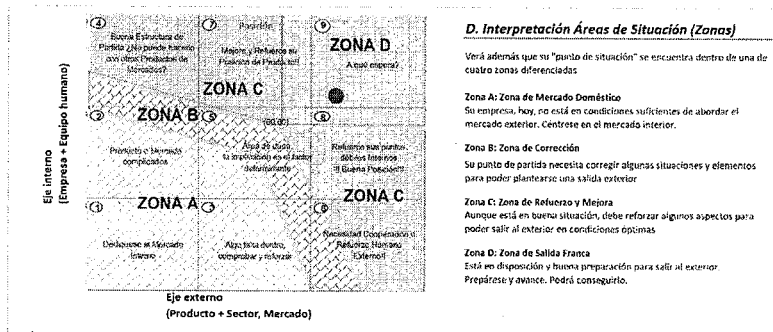 ④
Buena Estructura de
Partida ¿No puede hacerlo
con otros Productos o
Mercados?
⑦
Posición
Mejore y Refuerce su
Posición de Producto!!
ZONA C
⑨
ZONA D
A qué espera?
②
ZONA B
Producto o Mercado
complicados
⑤
(60,60)
Área de duda
la implicación es el factor
determinante
⑧
Refuerce sus puntos
débiles Internos
!! Buena Posición!!
ZONA C
①
ZONA A
Dedíquese al Mercado
Interno
③
Algo falta dentro,
comprobar y reforzar
⑥
Necesidad Cooperación o
Refuerzo Humano
Externo!!
Eje interno
(Empresa + Equipo humano)
Eje externo
(Producto + Sector, Mercado)
D. Interpretación Áreas de Situación (Zonas)
Verá además que su "punto de situación" se encuentra dentro de una de
cuatro zonas diferenciadas
Zona A: Zona de Mercado Doméstico
Su empresa, hoy, no está en condiciones suficientes de abordar el
mercado exterior. Céntrese en el mercado interior.
Zona B: Zona de Corrección
Su punto de partida necesita corregir algunas situaciones y elementos
para poder plantearse una salida exterior
Zona C: Zona de Refuerzo y Mejora
Aunque está en buena situación, debe reforzar algunos aspectos para
poder salir al exterior en condiciones óptimas
Zona D: Zona de Salida Franca
Está en disposición y buena preparación para salir al exterior.
Prepárese y avance. Podrá conseguirlo.